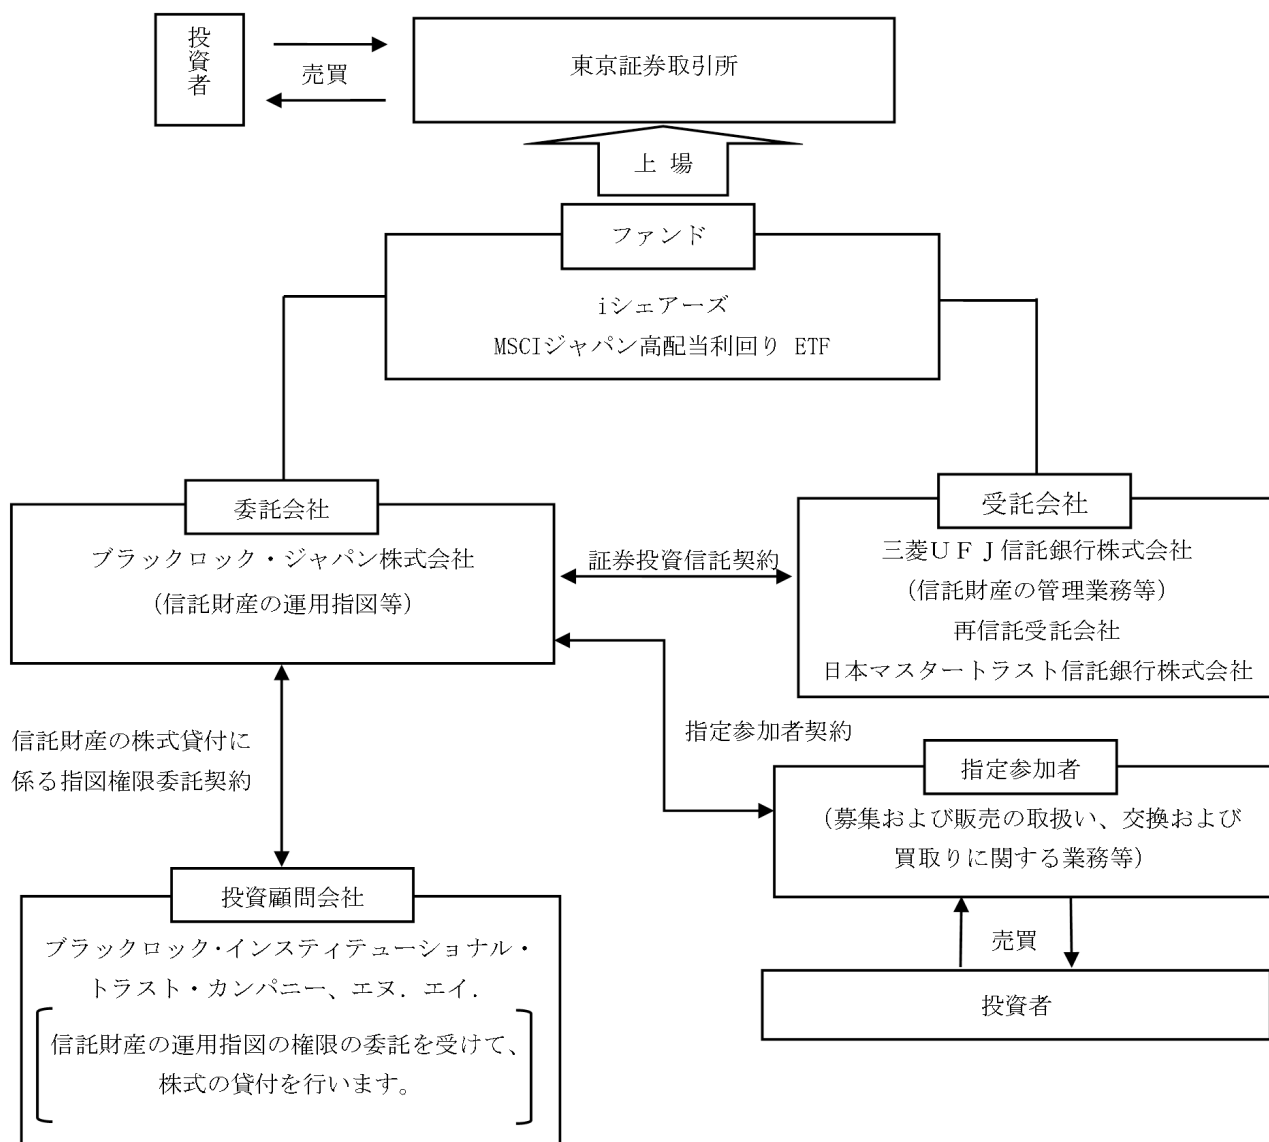 投資者
売買
東京証券取引所
上 場
ファンド
iシェアーズ
MSCIジャパン高配当利回り ETF
委託会社
ブラックロック・ジャパン株式会社
(信託財産の運用指図等)
証券投資信託契約
受託会社
三菱ＵＦＪ信託銀行株式会社
(信託財産の管理業務等)
再信託受託会社
日本マスタートラスト信託銀行株式会社
信託財産の株式貸付に
係る指図権限委託契約
指定参加者契約
指定参加者
(募集および販売の取扱い、交換および
買取りに関する業務等)
売買
投資者
投資顧問会社
ブラックロック・インスティテューショナル・
トラスト・カンパニー、エヌ．エイ．
信託財産の運用指図の権限の委託を受けて、
株式の貸付を行います。